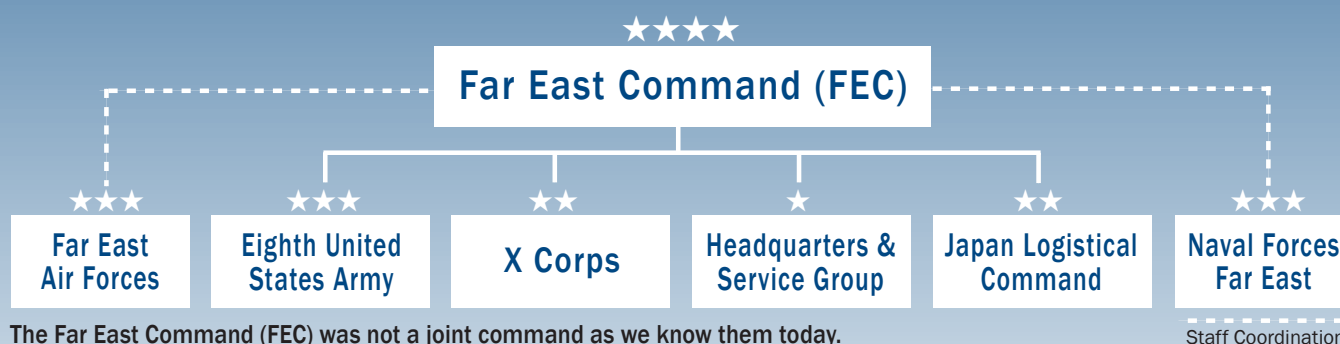 Far East Command (FEC)
Far East
Air Forces
Eighth United
States Army
X Corps
Headquarters &
Service Group
Japan Logistical
Command
Naval Forces
Far East
The Far East Command (FEC) was not a joint command as we know them today.
Staff Coordination